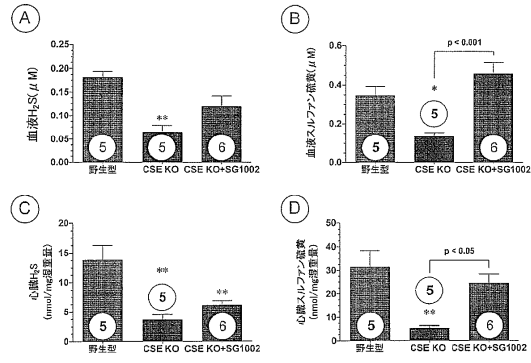 A
血液H₂S(μM)
0.25
0.20
0.15
0.10
0.05
0.00
**
5
5
6
野生型
CSE KO
CSE KO+SG1002
B
血液スルファン硫黄(μM)
0.6
0.4
0.2
0.0
p < 0.001
*
5
5
6
野生型
CSE KO
CSE KO+SG1002
C
心臓H₂S
(nmol/mg湿重量)
20
15
10
5
0
**
**
5
5
6
野生型
CSE KO
CSE KO+SG1002
D
心臓スルファン硫黄
(nmol/mg湿重量)
50
40
30
20
10
0
p < 0.05
5
**
5
6
野生型
CSE KO
CSE KO+SG1002